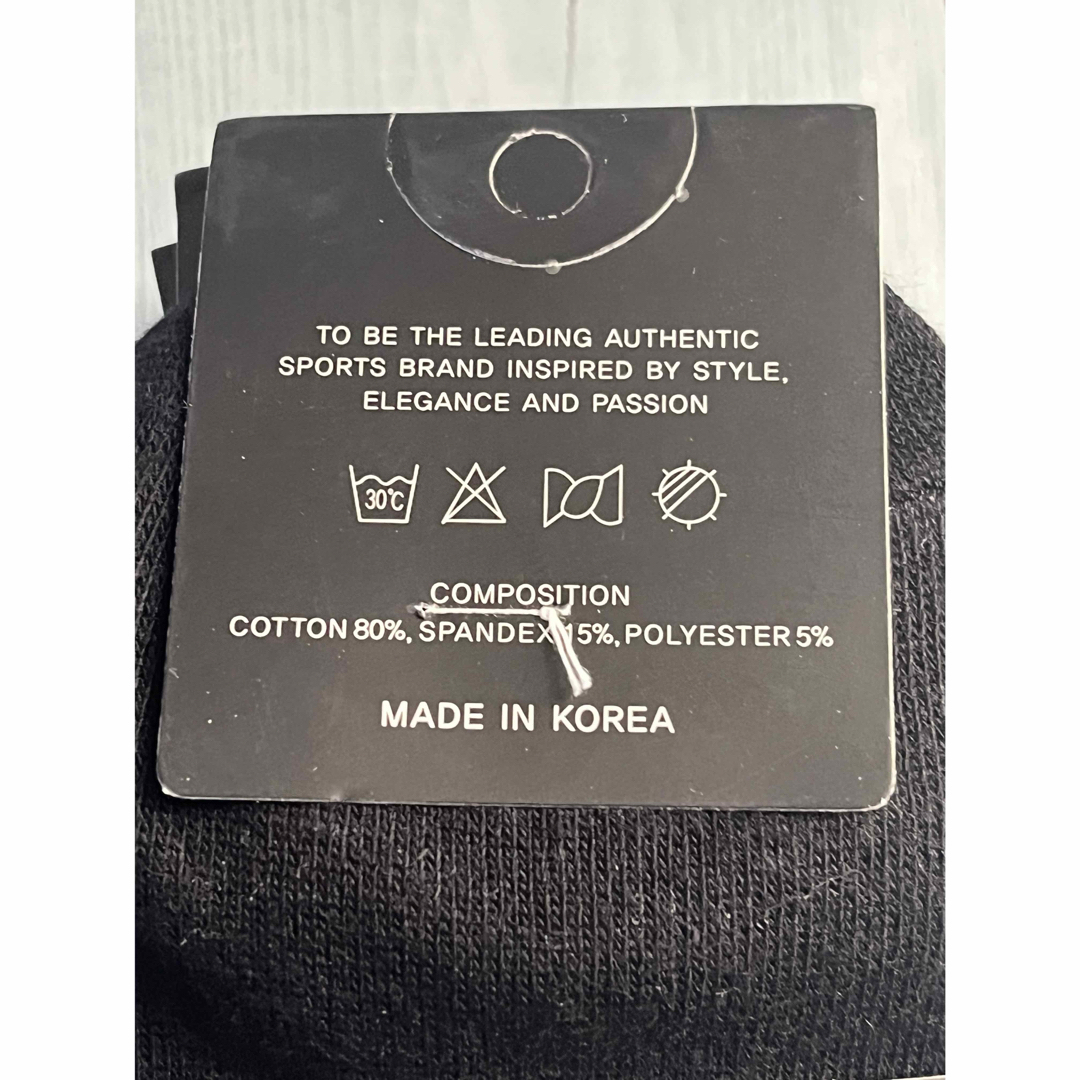 TO BE THE LEADING AUTHENTIC
SPORTS BRAND INSPIRED BY STYLE,
ELEGANCE AND PASSION
30℃
COMPOSITION
COTTON 80%, SPANDEX 15%, POLYESTER 5%
MADE IN KOREA